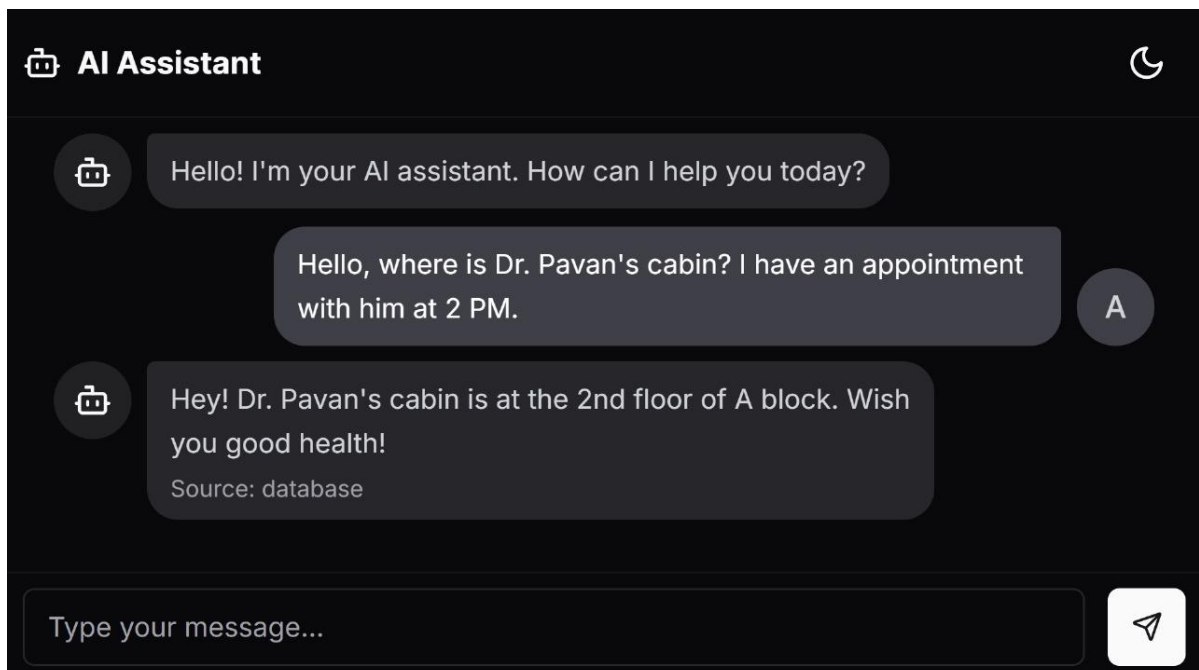 AI Assistant
Hello! I'm your AI assistant. How can I help you today?
Hello, where is Dr. Pavan's cabin? I have an appointment
with him at 2 PM.
A
Hey! Dr. Pavan's cabin is at the 2nd floor of A block. Wish
you good health!
Source: database
Type your message...